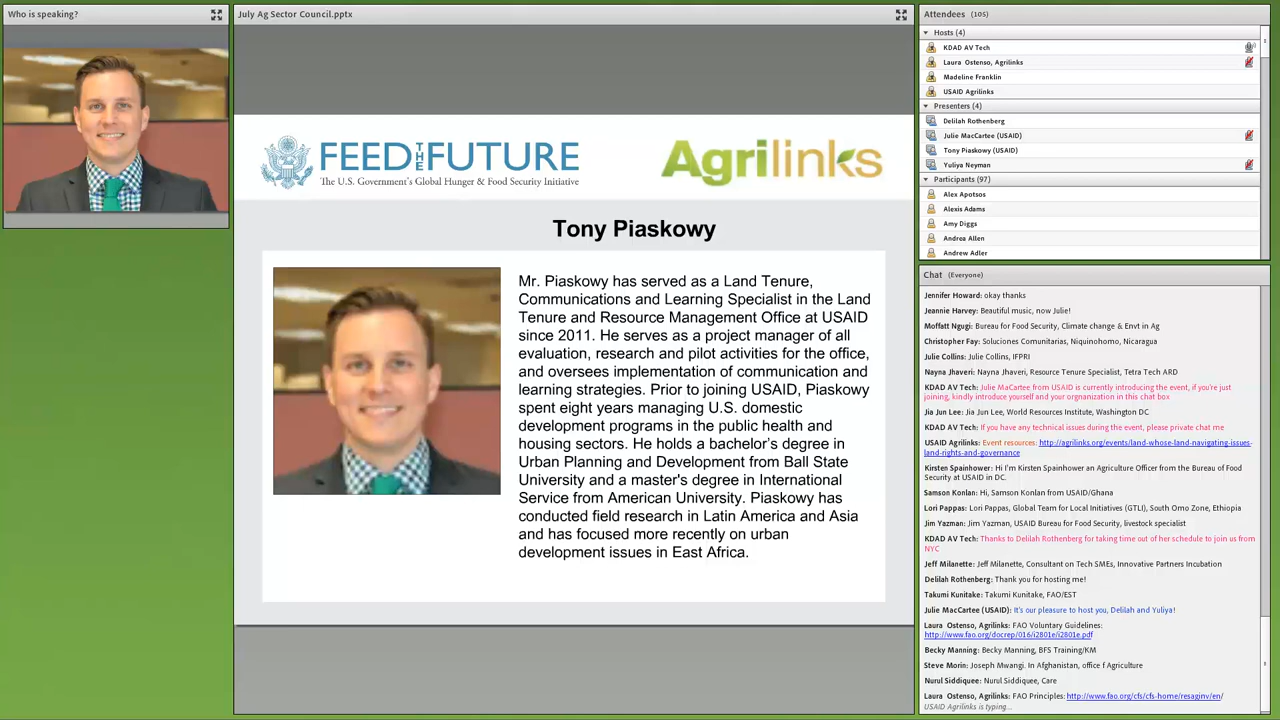 Who is speaking?
July Ag Sector Council.pptx
FEED THE FUTURE
The U.S. Government's Global Hunger & Food Security Initiative
Agrilinks
Tony Piaskowy
Mr. Piaskowy has served as a Land Tenure,
Communications and Learning Specialist in the Land
Tenure and Resource Management Office at USAID
since 2011. He serves as a project manager of all
evaluation, research and pilot activities for the office,
and oversees implementation of communication and
learning strategies. Prior to joining USAID, Piaskowy
spent eight years managing U.S. domestic
development programs in the public health and
housing sectors. He holds a bachelor's degree in
Urban Planning and Development from Ball State
University and a master's degree in International
Service from American University. Piaskowy has
conducted field research in Latin America and Asia
and has focused more recently on urban
development issues in East Africa.
Attendees (105)
Hosts (4)
KDAD AV Tech
Laura Ostenso, Agrilinks
Madeline Franklin
USAID Agrilinks
Presenters (4)
Delilah Rothenberg
Julie MacCartee (USAID)
Tony Piaskowy (USAID)
Yuliya Neyman
Participants (97)
Alex Apotsos
Alexis Adams
Amy Diggs
Andrea Allen
Andrew Adler
Chat (Everyone)
Jennifer Howard: okay thanks
Jeannie Harvey: Beautiful music, now Julie!
Moffatt Ngugi: Bureau for Food Security, Climate change & Envt in Ag
Christopher Fay: Soluciones Comunitarias, Niquinohomo, Nicaragua
Julie Collins: Julie Collins, IFPRI
Nayna Jhaveri: Nayna Jhaveri, Resource Tenure Specialist, Tetra Tech ARD
KDAD AV Tech: Julie MaCartee from USAID is currently introducing the event, if you're just
joining, kindly introduce yourself and your orgnanization in this chat box
Jia Jun Lee: Jia Jun Lee, World Resources Institute, Washington DC
KDAD AV Tech: If you have any technical issues during the event, please private chat me
USAID Agrilinks: Event resources: http://agrilinks.org/events/land-whose-land-navigating-issues-
land-rights-and-governance
Kirsten Spainhower: Hi I'm Kirsten Spainhower an Agriculture Officer from the Bureau of Food
Security at USAID in DC.
Samson Konlan: Hi, Samson Konlan from USAID/Ghana
Lori Pappas: Lori Pappas, Global Team for Local Initiatives (GTLI), South Omo Zone, Ethiopia
Jim Yazman: Jim Yazman, USAID Bureau for Food Security, livestock specialist
KDAD AV Tech: Thanks to Delilah Rothenberg for taking time out of her schedule to join us from
NYC
Jeff Milanette: Jeff Milanette, Consultant on Tech SMEs, Innovative Partners Incubation
Delilah Rothenberg: Thank you for hosting me!
Takumi Kunitake: Takumi Kunitake, FAO/EST
Julie MacCartee (USAID): It's our pleasure to host you, Delilah and Yuliya!
Laura Ostenso, Agrilinks: FAO Voluntary Guidelines:
http://www.fao.org/docrep/016/i2801e/i2801e.pdf
Becky Manning: Becky Manning, BFS Training/KM
Steve Morin: Joseph Mwangi. In Afghanistan, office f Agriculture
Nurul Siddiquee: Nurul Siddiquee, Care
Laura Ostenso, Agrilinks: FAO Principles: http://www.fao.org/cfs/cfs-home/resaginv/en/
USAID Agrilinks is typing...